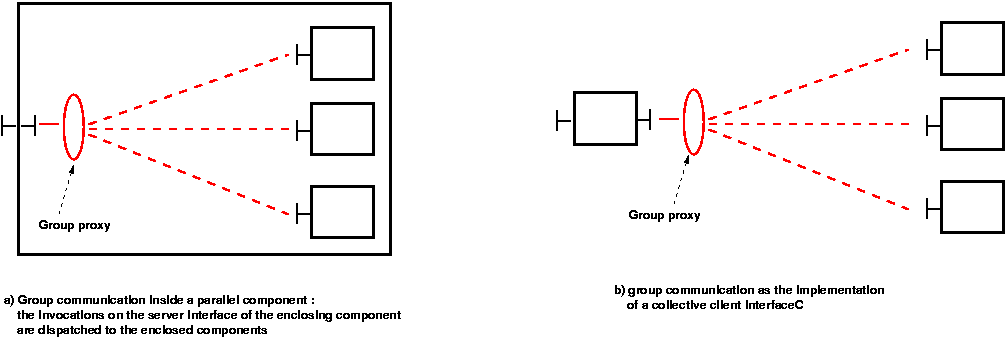 Group proxy
a) Group communication inside a parallel component :
the invocations on the server interface of the enclosing component
are dispatched to the enclosed components
Group proxy
b) group communication as the implementation
of a collective client interfaceC